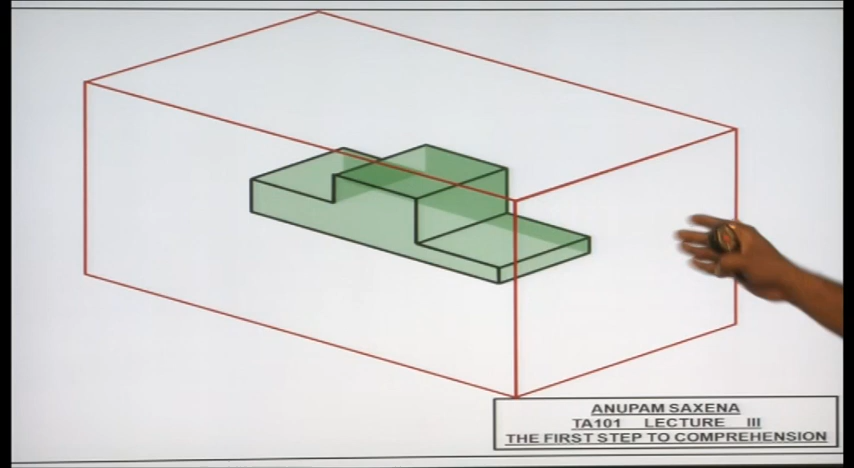 ANUPAM SAXENA
TA101 LECTURE III
THE FIRST STEP TO COMPREHENSION